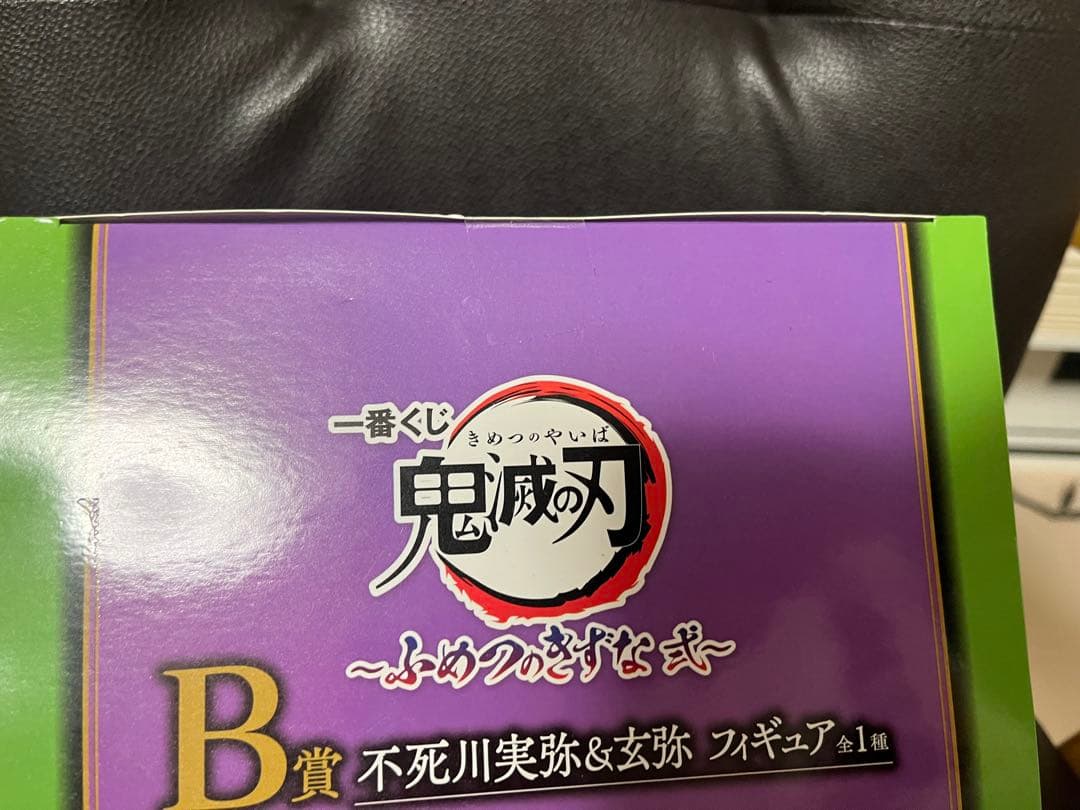 一番くじ
きめつのやいば
鬼滅の刃
~ふめつのきずな 弐~
B賞 不死川実弥&玄弥 フィギュア 全1種